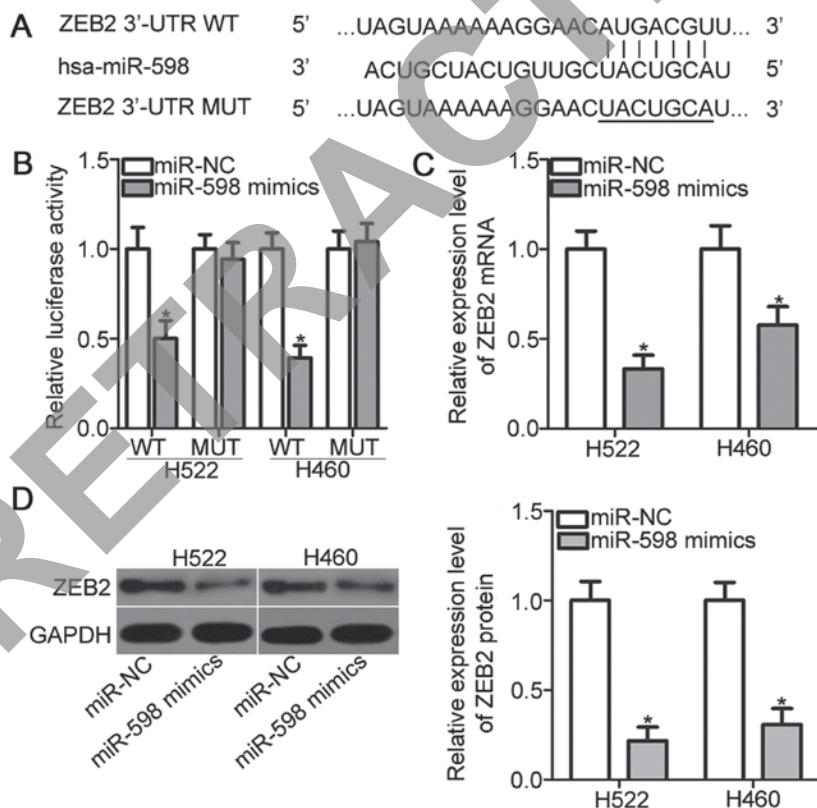 A
ZEB2 3'-UTR WT 5' ...UAGUAAAAAAGGAACAUGACGUU... 3'
hsa-miR-598 3' ACUGCUACUGUUGCUACUGCAU 5'
ZEB2 3'-UTR MUT 5' ...UAGUAAAAAAGGAACUACUGCAU... 3'
B
miR-NC
miR-598 mimics
Relative luciferase activity
1.5
1.0
0.5
0.0
* *
WT MUT WT MUT
H522 H460
C
miR-NC
miR-598 mimics
Relative expression level
of ZEB2 mRNA
1.5
1.0
0.5
0.0
* *
H522 H460
D
H522 H460
ZEB2
GAPDH
miR-NC
miR-598 mimics
miR-NC
miR-598 mimics
miR-NC
miR-598 mimics
Relative expression level
of ZEB2 protein
1.5
1.0
0.5
0.0
* *
H522 H460
RETRACT